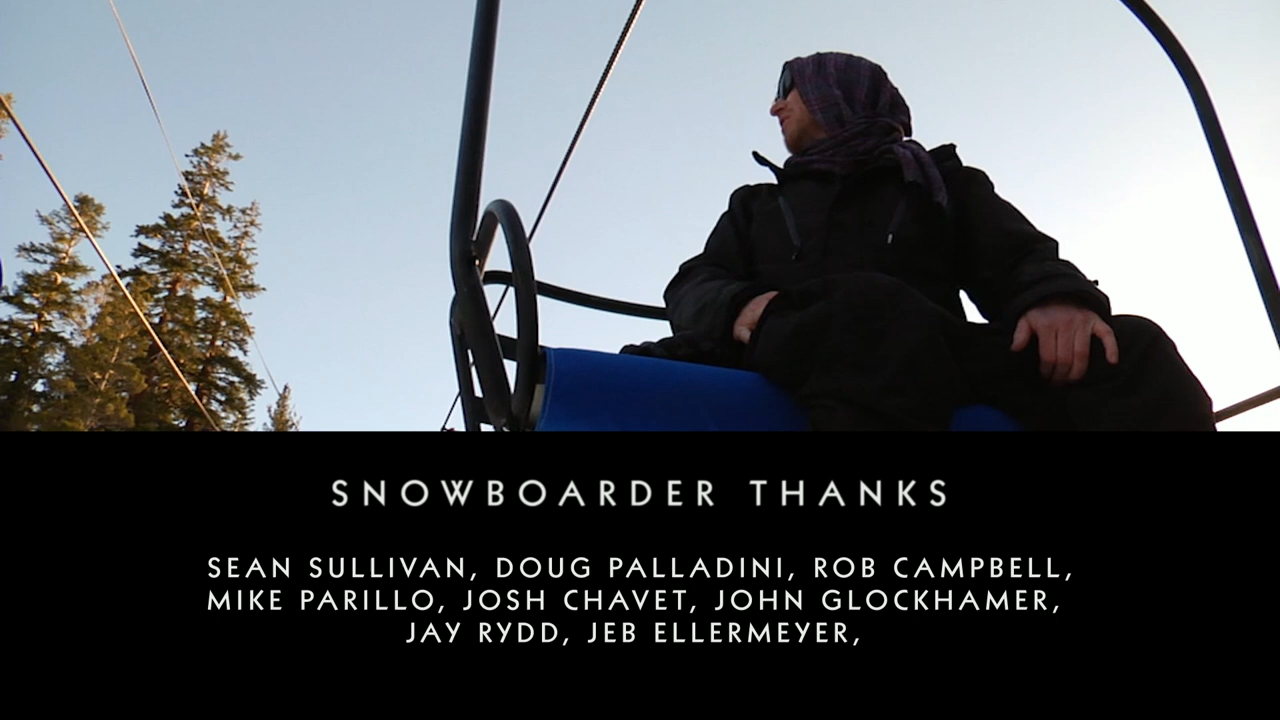 SNOWBOARDER THANKS
SEAN SULLIVAN, DOUG PALLADINI, ROB CAMPBELL,
MIKE PARILLO, JOSH CHAVET, JOHN GLOCKHAMER,
JAY RYDD, JEB ELLERMEYER,